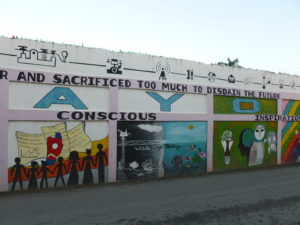 R AND SACRIFICED TOO MUCH TO DISDAIN THE FUTURE
A Y O
CONSCIOUS
INSPIRATION